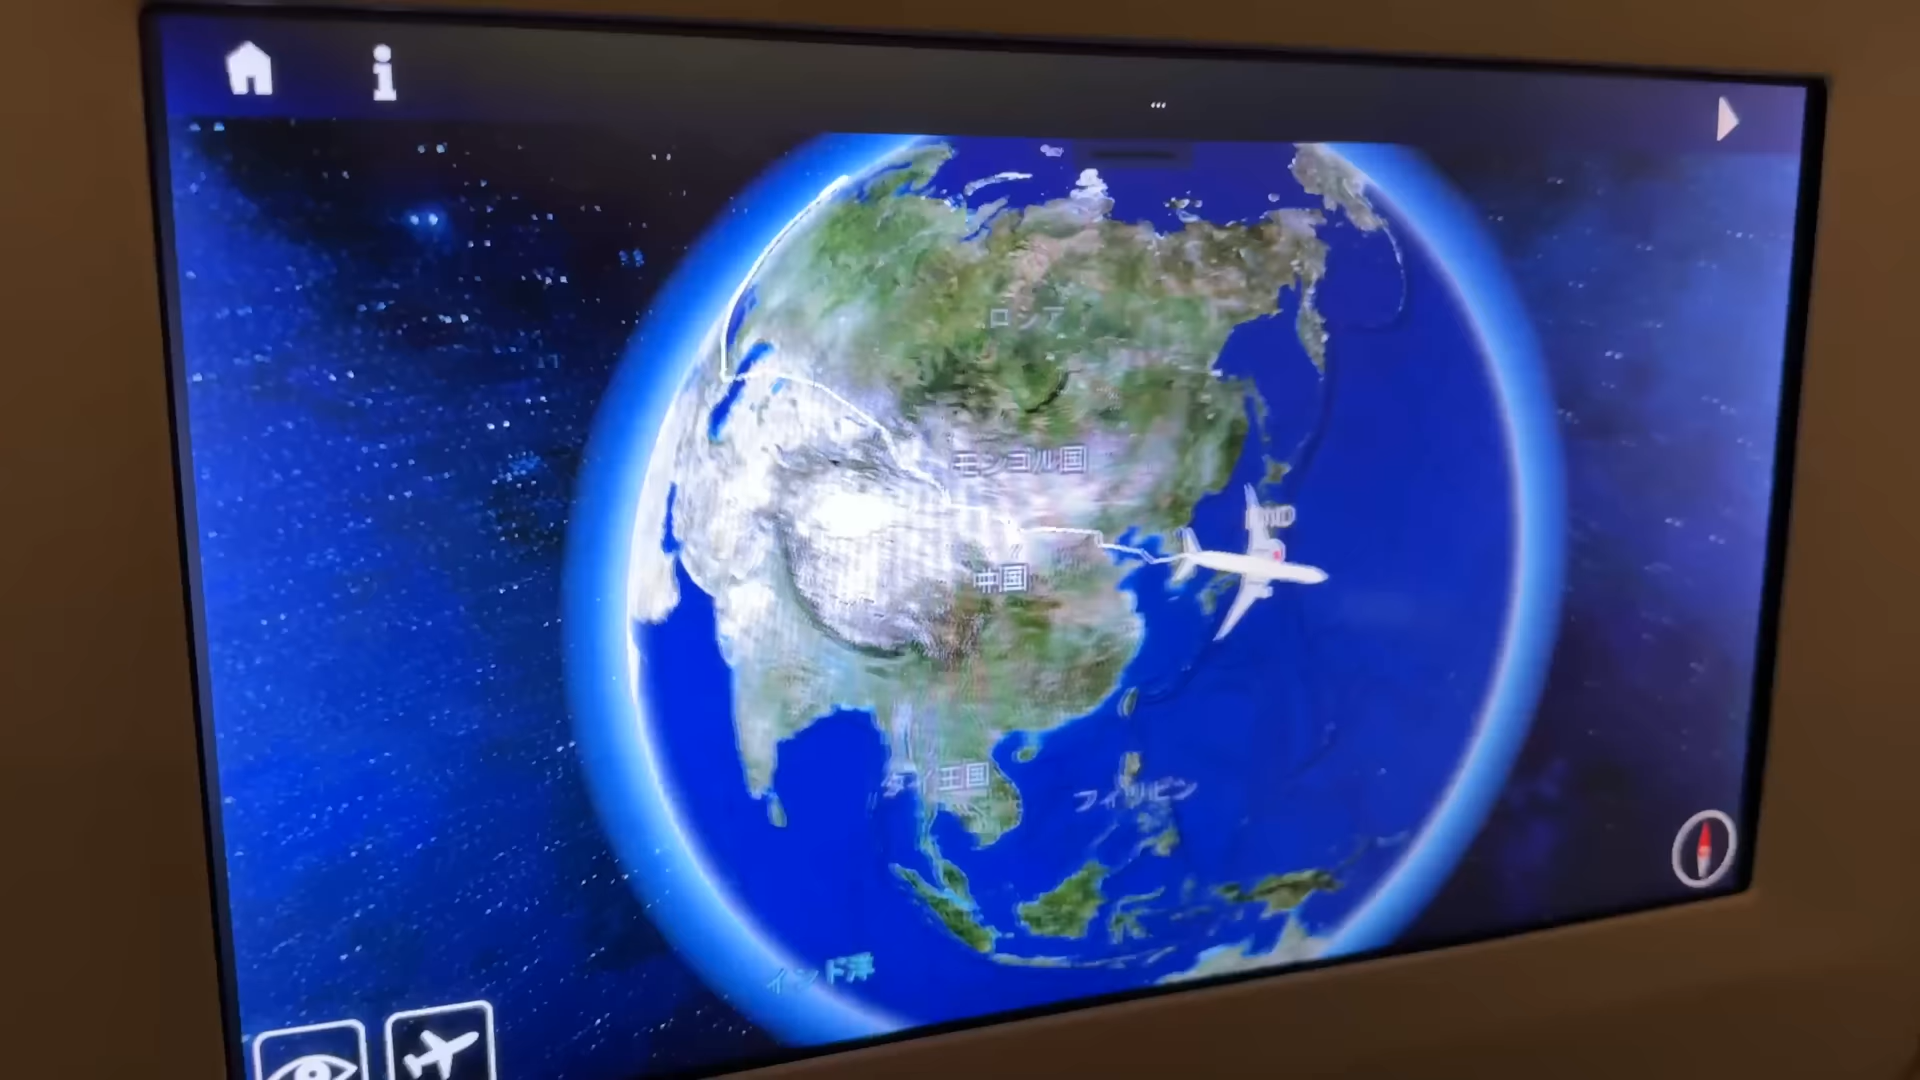 ...
ロシア
モンゴル国
中国
タイ王国
フィリピン
インド洋